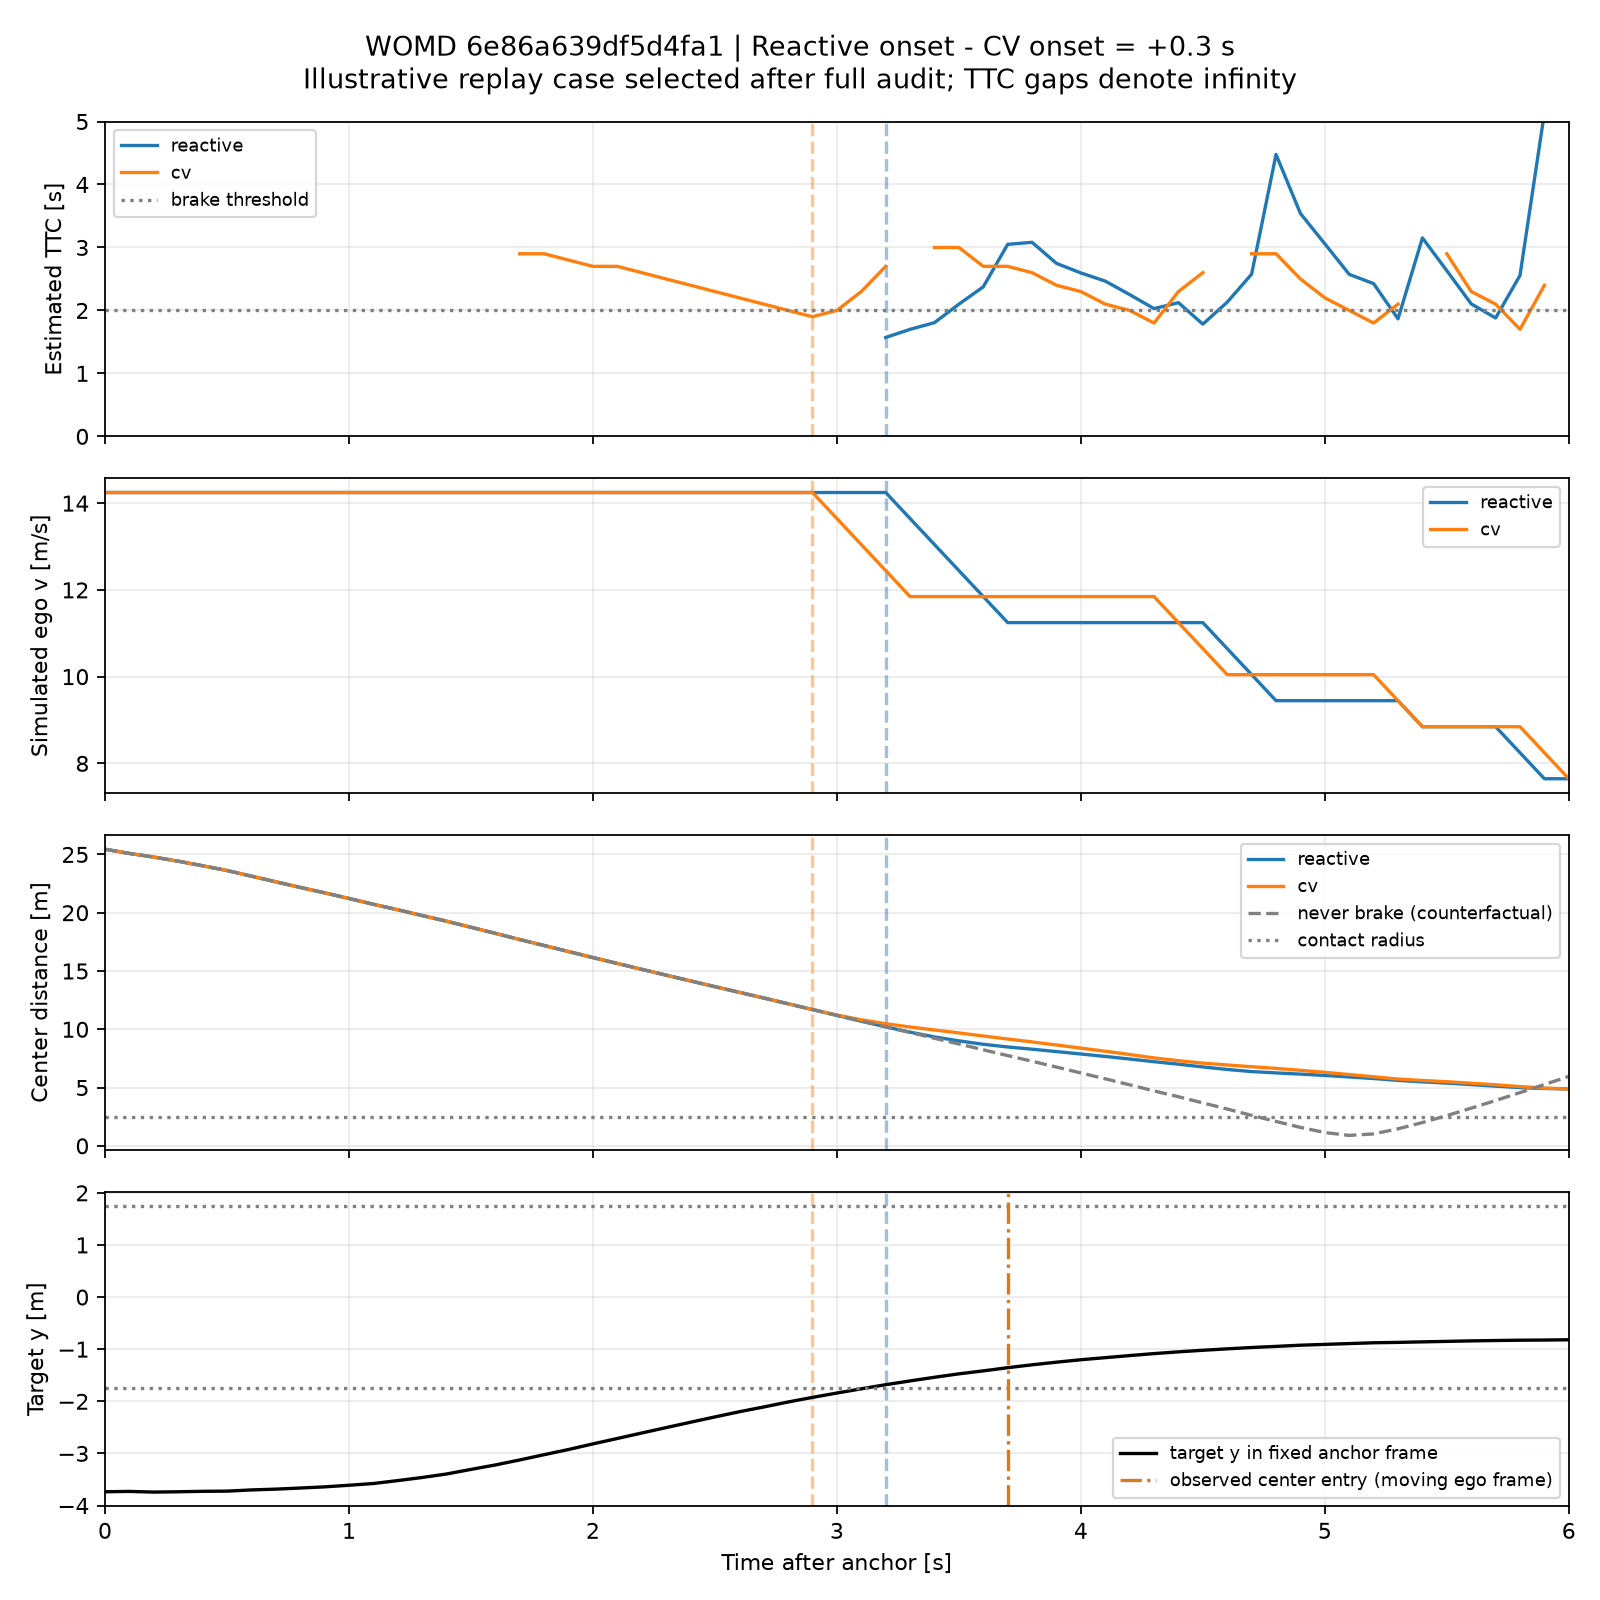 WOMD 6e86a639df5d4fa1 | Reactive onset - CV onset = +0.3 s
Illustrative replay case selected after full audit; TTC gaps denote infinity
Estimated TTC [s]
5
4
3
2
1
0
reactive
cv
brake threshold
Simulated ego v [m/s]
14
12
10
8
reactive
cv
Center distance [m]
25
20
15
10
5
0
reactive
cv
never brake (counterfactual)
contact radius
Target y [m]
2
1
0
−1
−2
−3
−4
target y in fixed anchor frame
observed center entry (moving ego frame)
0
1
2
3
4
5
6
Time after anchor [s]